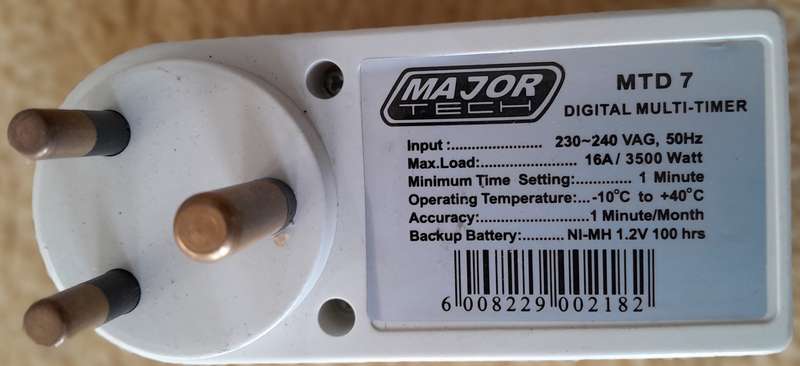 MAJOR
TECH
MTD 7
DIGITAL MULTI-TIMER
Input :...................... 230~240 VAG, 50Hz
Max.Load:....................... 16A / 3500 Watt
Minimum Time Setting:............ 1 Minute
Operating Temperature:...-10°C to +40°C
Accuracy:..........................1 Minute/Month
Backup Battery:.......... NI-MH 1.2V 100 hrs
6 008229 002182